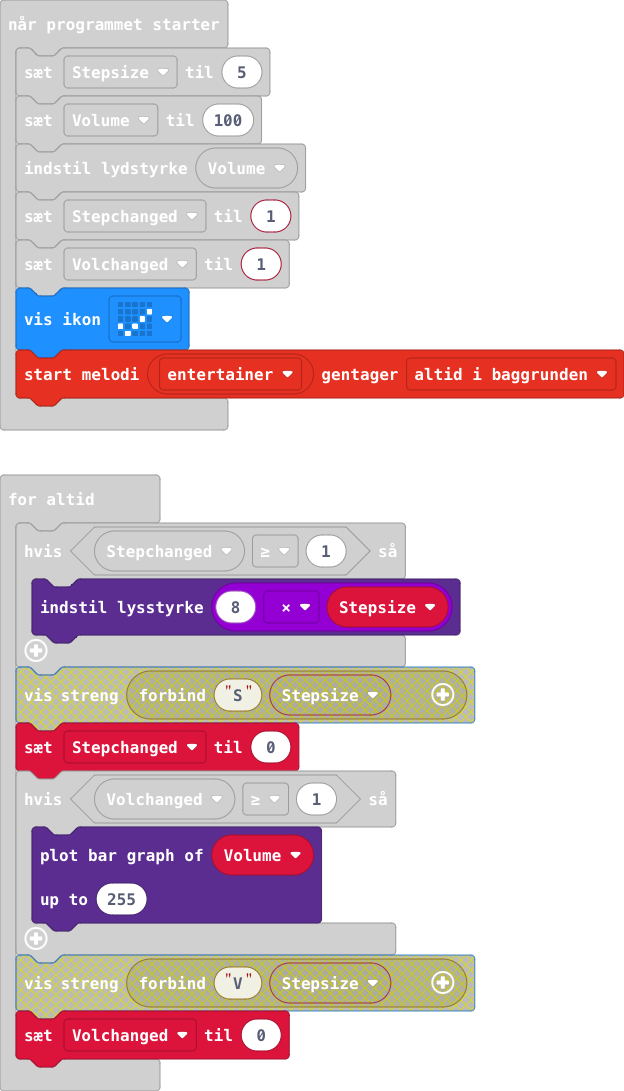 når programmet starter
sæt Stepsize til 5
sæt Volume til 100
indstil lydstyrke Volume
sæt Stepchanged til 1
sæt Volchanged til 1
vis ikon
start melodi entertainer gentager altid i baggrunden
for altid
hvis Stepchanged ≥ 1 så
indstil lysstyrke 8 × Stepsize
vis streng forbind "S" Stepsize
sæt Stepchanged til 0
hvis Volchanged ≥ 1 så
plot bar graph of Volume
up to 255
vis streng forbind "V" Stepsize
sæt Volchanged til 0